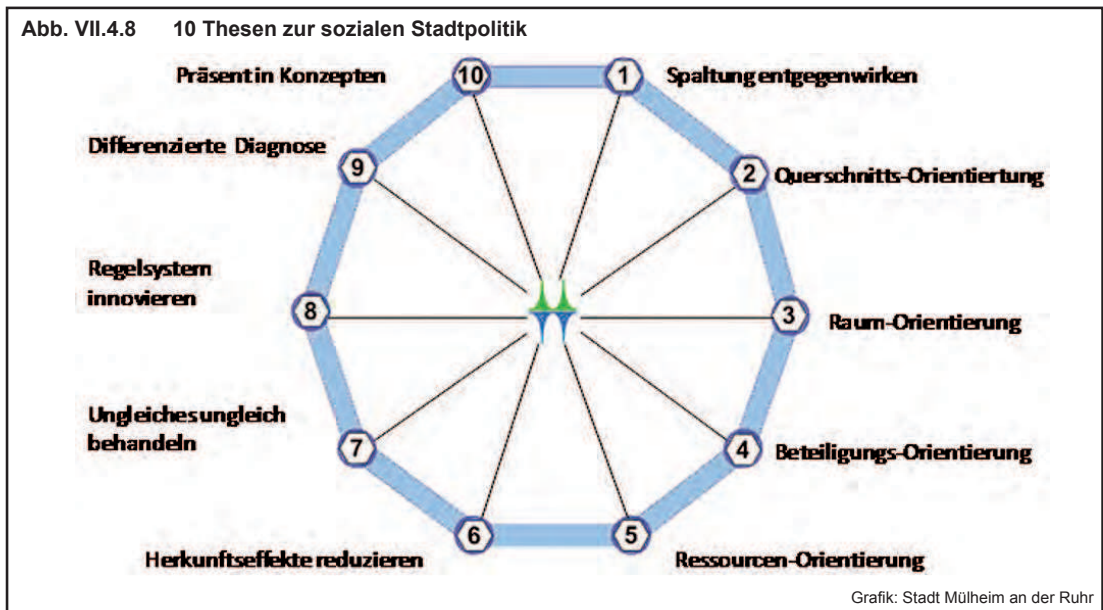 Abb. VII.4.8 10 Thesen zur sozialen Stadtpolitik
Präsent in Konzepten
10
1
Spaltung entgegenwirken
Differenzierte Diagnose
9
2
Querschnitts-Orientiertung
Regelsystem
innovieren
8
3
Raum-Orientierung
Ungleiches ungleich
behandeln
7
4
Beteiligungs-Orientierung
Herkunftseffekte reduzieren
6
5
Ressourcen-Orientierung
Grafik: Stadt Mülheim an der Ruhr